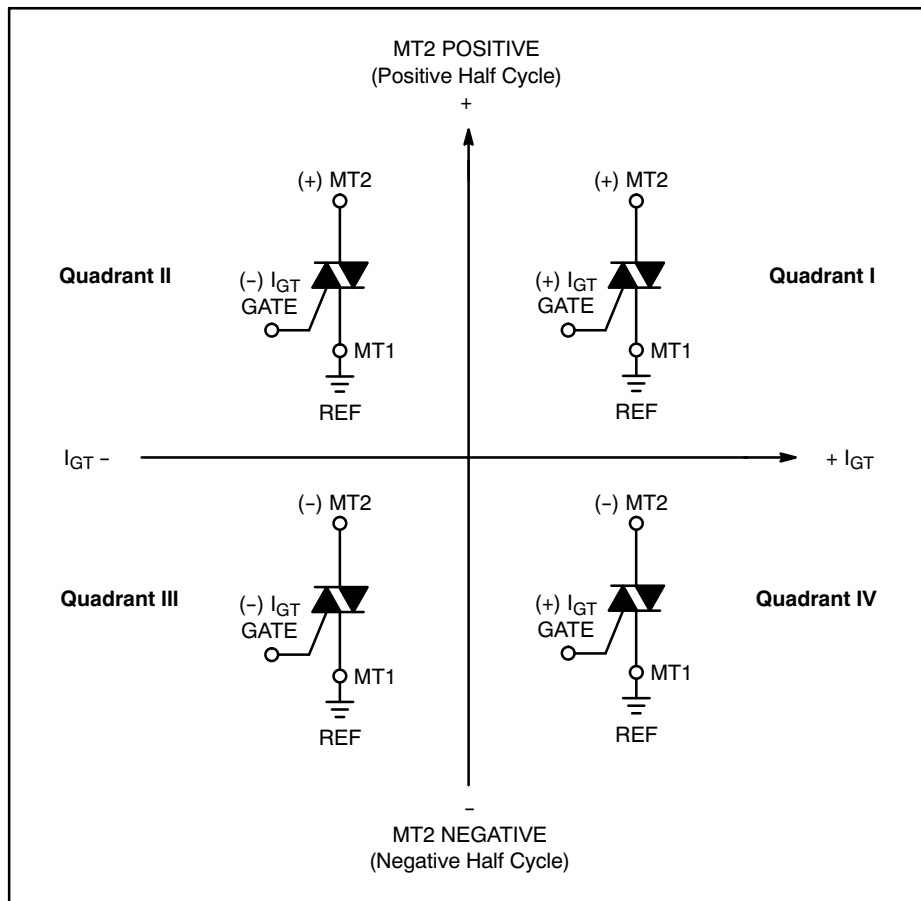 MT2 POSITIVE
(Positive Half Cycle)
+
(+) MT2
(+) MT2
Quadrant II
(–) IGT
GATE
(+) IGT
GATE
Quadrant I
MT1
MT1
REF
REF
IGT –
+ IGT
(–) MT2
(–) MT2
Quadrant III
(–) IGT
GATE
(+) IGT
GATE
Quadrant IV
MT1
MT1
REF
REF
–
MT2 NEGATIVE
(Negative Half Cycle)